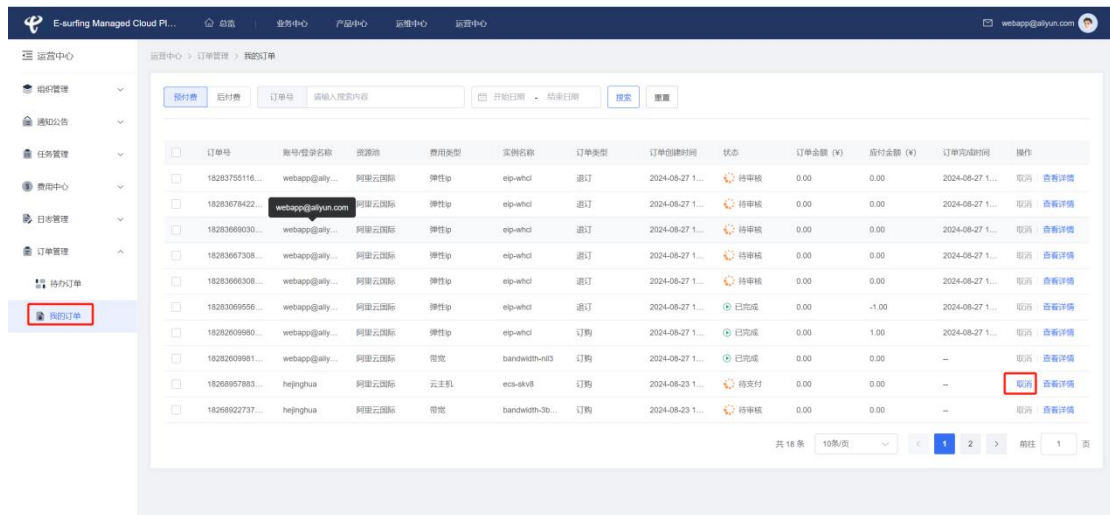 E-surfing Managed Cloud Pl... 总览 业务中心 产品中心 运维中心 运营中心 webapp@aliyun.com
运营中心
运营中心 > 订单管理 > 我的订单
组织管理
通知公告
任务管理
费用中心
日志管理
订单管理
待办订单
我的订单
预付费 后付费 订单号 请输入搜索内容 开始日期 - 结束日期 搜索 重置
订单号 账号/登录名称 资源池 费用类型 实例名称 订单类型 订单创建时间 状态 订单金额 (¥) 应付金额 (¥) 订单完成时间 操作
18283755116... webapp@aliy... 阿里云国际 弹性ip eip-whcl 退订 2024-08-27 1... 待审核 0.00 0.00 2024-08-27 1... 取消 查看详情
18283678422... webapp@aliyun.com 阿里云国际 弹性ip eip-whcl 退订 2024-08-27 1... 待审核 0.00 0.00 2024-08-27 1... 取消 查看详情
18283669030... webapp@aliy... 阿里云国际 弹性ip eip-whcl 退订 2024-08-27 1... 待审核 0.00 0.00 2024-08-27 1... 取消 查看详情
18283667308... webapp@aliy... 阿里云国际 弹性ip eip-whcl 退订 2024-08-27 1... 待审核 0.00 0.00 2024-08-27 1... 取消 查看详情
18283666308... webapp@aliy... 阿里云国际 弹性ip eip-whcl 退订 2024-08-27 1... 待审核 0.00 0.00 2024-08-27 1... 取消 查看详情
18283069556... webapp@aliy... 阿里云国际 弹性ip eip-whcl 退订 2024-08-27 1... 已完成 0.00 -1.00 2024-08-27 1... 取消 查看详情
18282609980... webapp@aliy... 阿里云国际 弹性ip eip-whcl 订购 2024-08-27 1... 已完成 0.00 1.00 2024-08-27 1... 取消 查看详情
18282609981... webapp@aliy... 阿里云国际 带宽 bandwidth-nil3 订购 2024-08-27 1... 已完成 0.00 0.00 -- 取消 查看详情
18268957883... hejinghua 阿里云国际 云主机 ecs-skv8 订购 2024-08-23 1... 待支付 0.00 0.00 -- 取消 查看详情
18268922737... hejinghua 阿里云国际 带宽 bandwidth-3b... 订购 2024-08-23 1... 待审核 0.00 0.00 -- 取消 查看详情
共 18 条 10条/页 < 1 2 > 前往 1 页